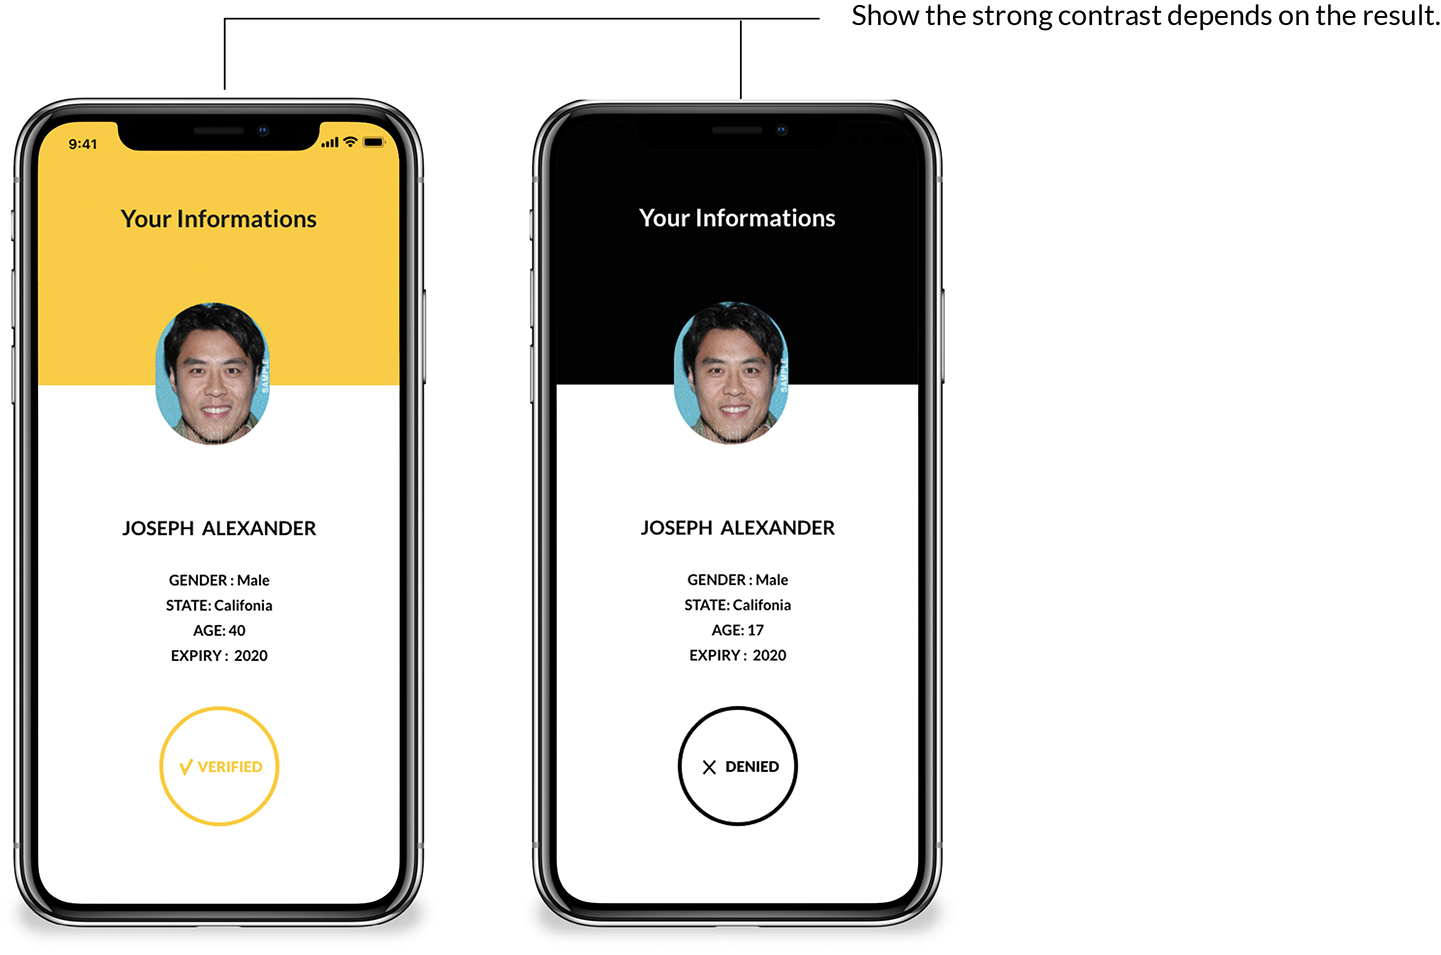 Show the strong contrast depends on the result.
9:41
Your Informations
SAMPLE
JOSEPH ALEXANDER
GENDER : Male
STATE: Califonia
AGE: 40
EXPIRY : 2020
VERIFIED
Your Informations
SAMPLE
JOSEPH ALEXANDER
GENDER : Male
STATE: Califonia
AGE: 17
EXPIRY : 2020
DENIED